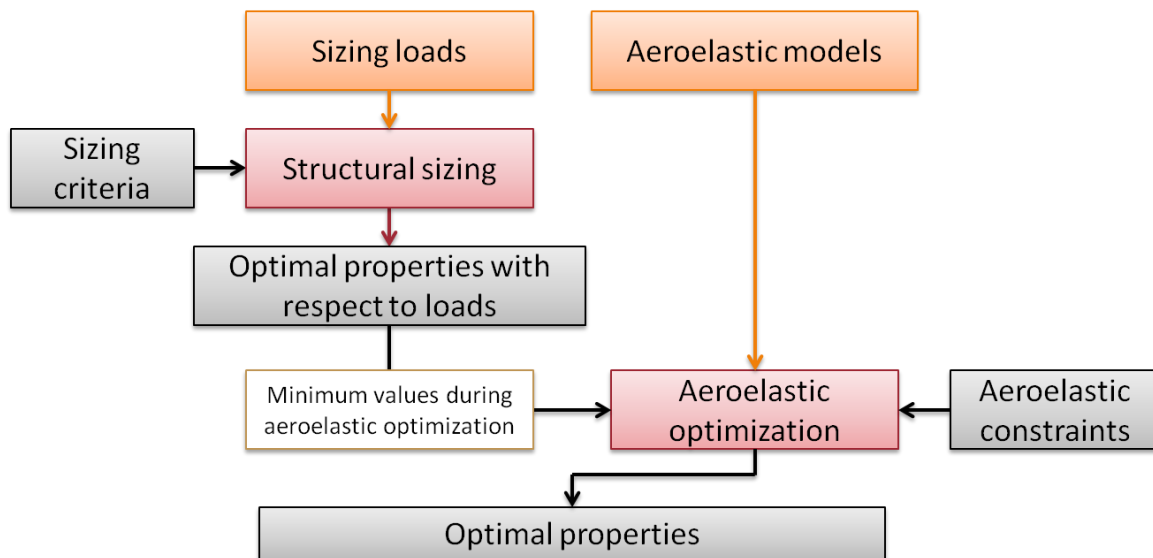 Sizing loads
Aeroelastic models
Sizing
criteria
Structural sizing
Optimal properties with
respect to loads
Minimum values during
aeroelastic optimization
Aeroelastic
optimization
Aeroelastic
constraints
Optimal properties